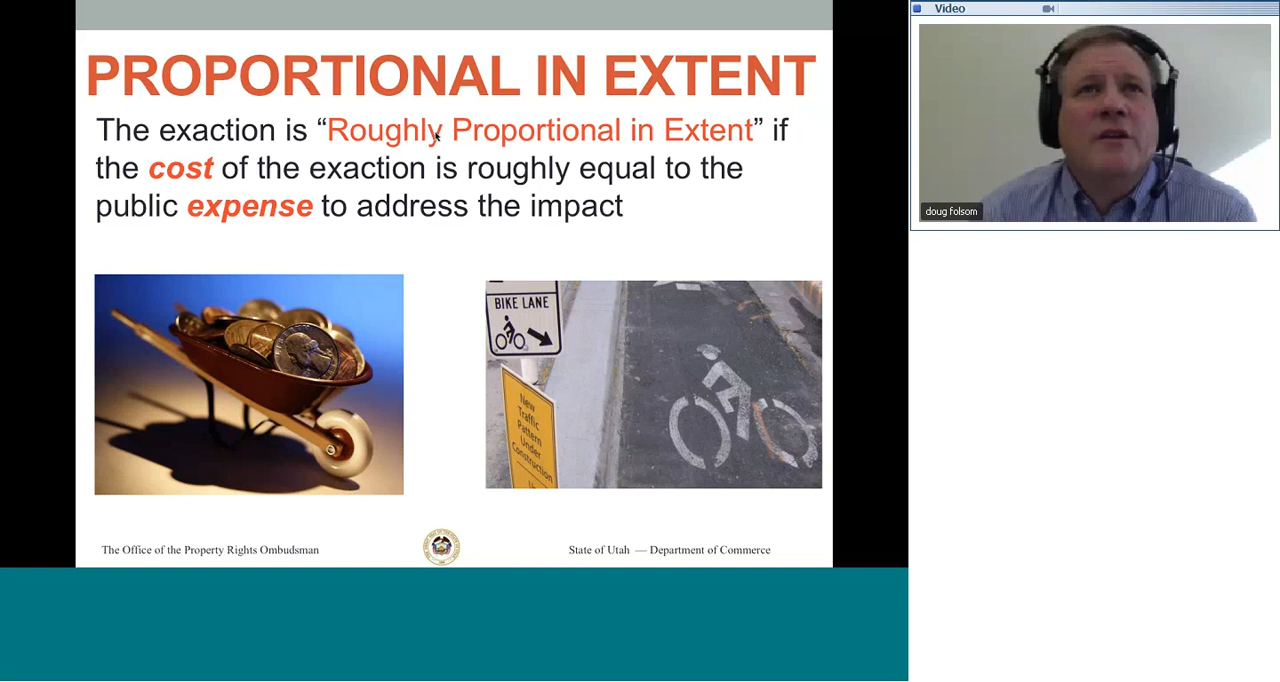 Video
PROPORTIONAL IN EXTENT
The exaction is “Roughly Proportional in Extent” if
the cost of the exaction is roughly equal to the
public expense to address the impact
BIKE LANE
New
Traffic
Pattern
Under
Construction
doug folsom
The Office of the Property Rights Ombudsman
State of Utah — Department of Commerce